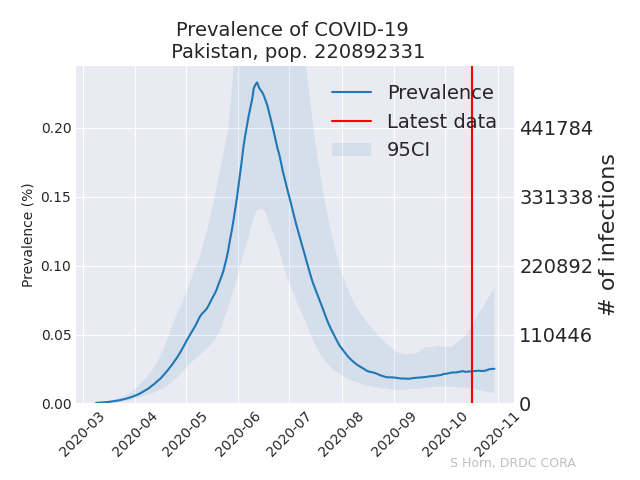 Prevalence of COVID-19
Pakistan, pop. 220892331
Prevalence
Latest data
95CI
Prevalence (%)
0.20
0.15
0.10
0.05
0.00
441784
331338
220892
110446
0
# of infections
2020-03
2020-04
2020-05
2020-06
2020-07
2020-08
2020-09
2020-10
2020-11
S Horn, DRDC CORA